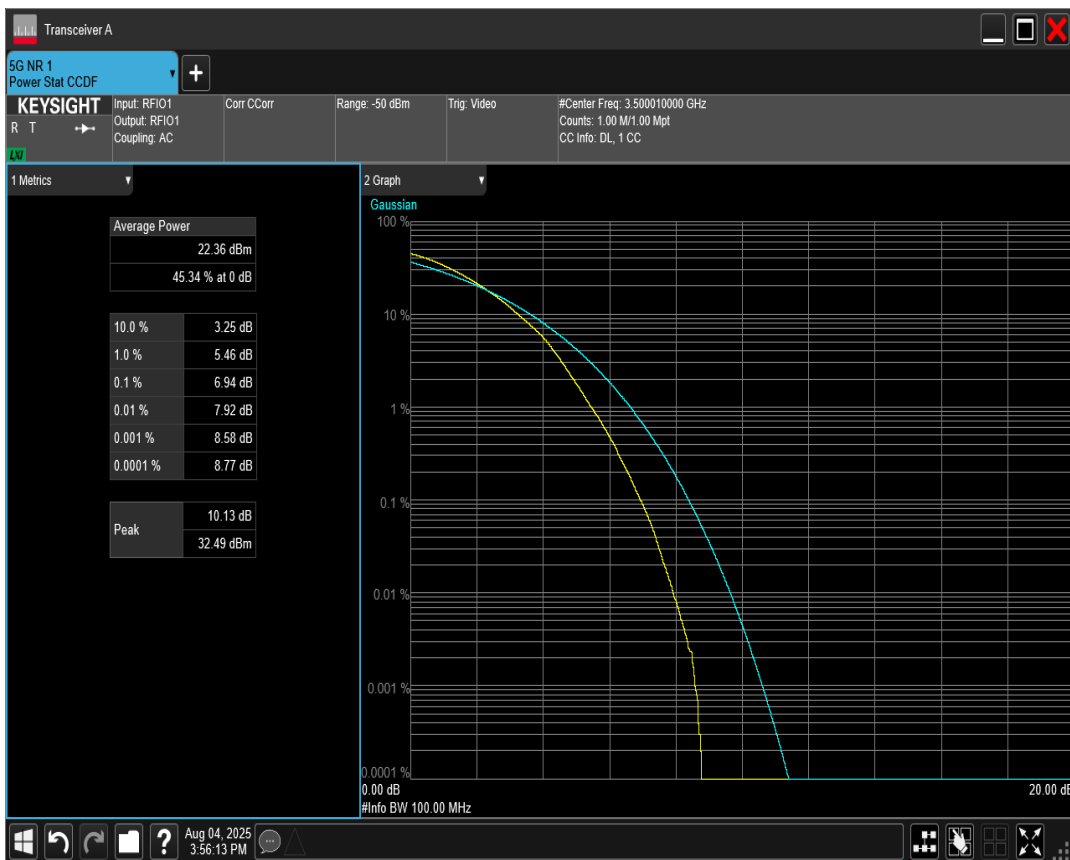 Transceiver A
5G NR 1
Power Stat CCDF
+
KEYSIGHT
R T
LXI
Input: RFIO1
Output: RFIO1
Coupling: AC
Corr CCorr
Range: -50 dBm
Trig: Video
#Center Freq: 3.500010000 GHz
Counts: 1.00 M/1.00 Mpt
CC Info: DL, 1 CC
1 Metrics
Average Power
22.36 dBm
45.34 % at 0 dB
10.0 % 3.25 dB
1.0 % 5.46 dB
0.1 % 6.94 dB
0.01 % 7.92 dB
0.001 % 8.58 dB
0.0001 % 8.77 dB
Peak
10.13 dB
32.49 dBm
2 Graph
Gaussian
100 %
10 %
1 %
0.1 %
0.01 %
0.001 %
0.0001 %
0.00 dB 20.00 dB
#Info BW 100.00 MHz
?
Aug 04, 2025
3:56:13 PM